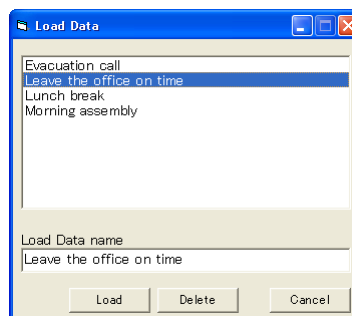 Load Data
Evacuation call
Leave the office on time
Lunch break
Morning assembly
Load Data name
Leave the office on time
Load Delete Cancel